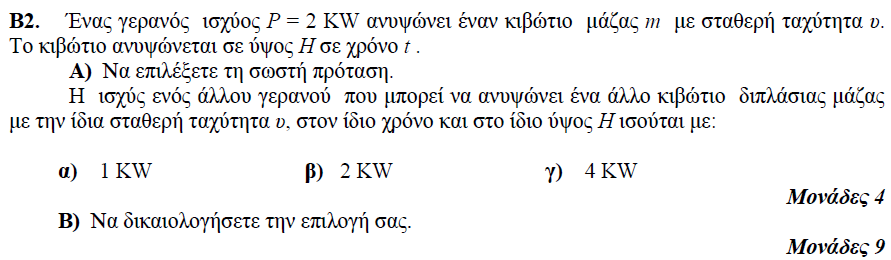 B2. Ένας γερανός ισχύος P = 2 KW ανυψώνει έναν κιβώτιο μάζας m με σταθερή ταχύτητα υ.
Το κιβώτιο ανυψώνεται σε ύψος H σε χρόνο t .
A) Να επιλέξετε τη σωστή πρόταση.
Η ισχύς ενός άλλου γερανού που μπορεί να ανυψώνει ένα άλλο κιβώτιο διπλάσιας μάζας
με την ίδια σταθερή ταχύτητα υ, στον ίδιο χρόνο και στο ίδιο ύψος H ισούται με:
α) 1 KW β) 2 KW γ) 4 KW
Μονάδες 4
B) Να δικαιολογήσετε την επιλογή σας.
Μονάδες 9